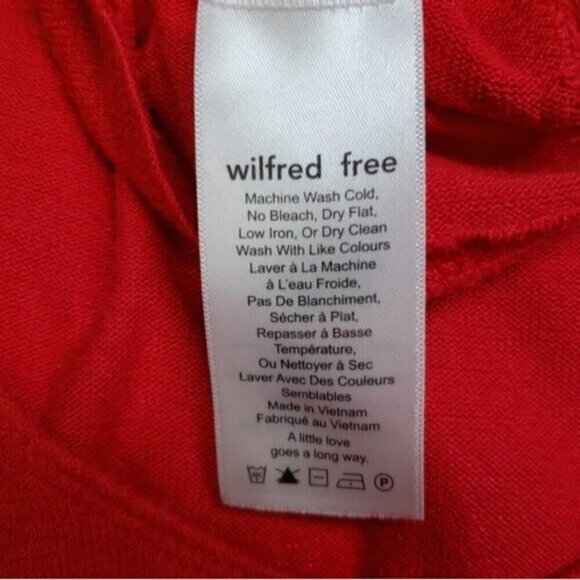 wilfred free
Machine Wash Cold,
No Bleach, Dry Flat,
Low Iron, Or Dry Clean
Wash With Like Colours
Laver à La Machine
à L'eau Froide,
Pas De Blanchiment,
Sécher à Plat,
Repasser à Basse
Température,
Ou Nettoyer à Sec
Laver Avec Des Couleurs
Semblables
Made in Vietnam
Fabriqué au Vietnam
A little love
goes a long way.
P